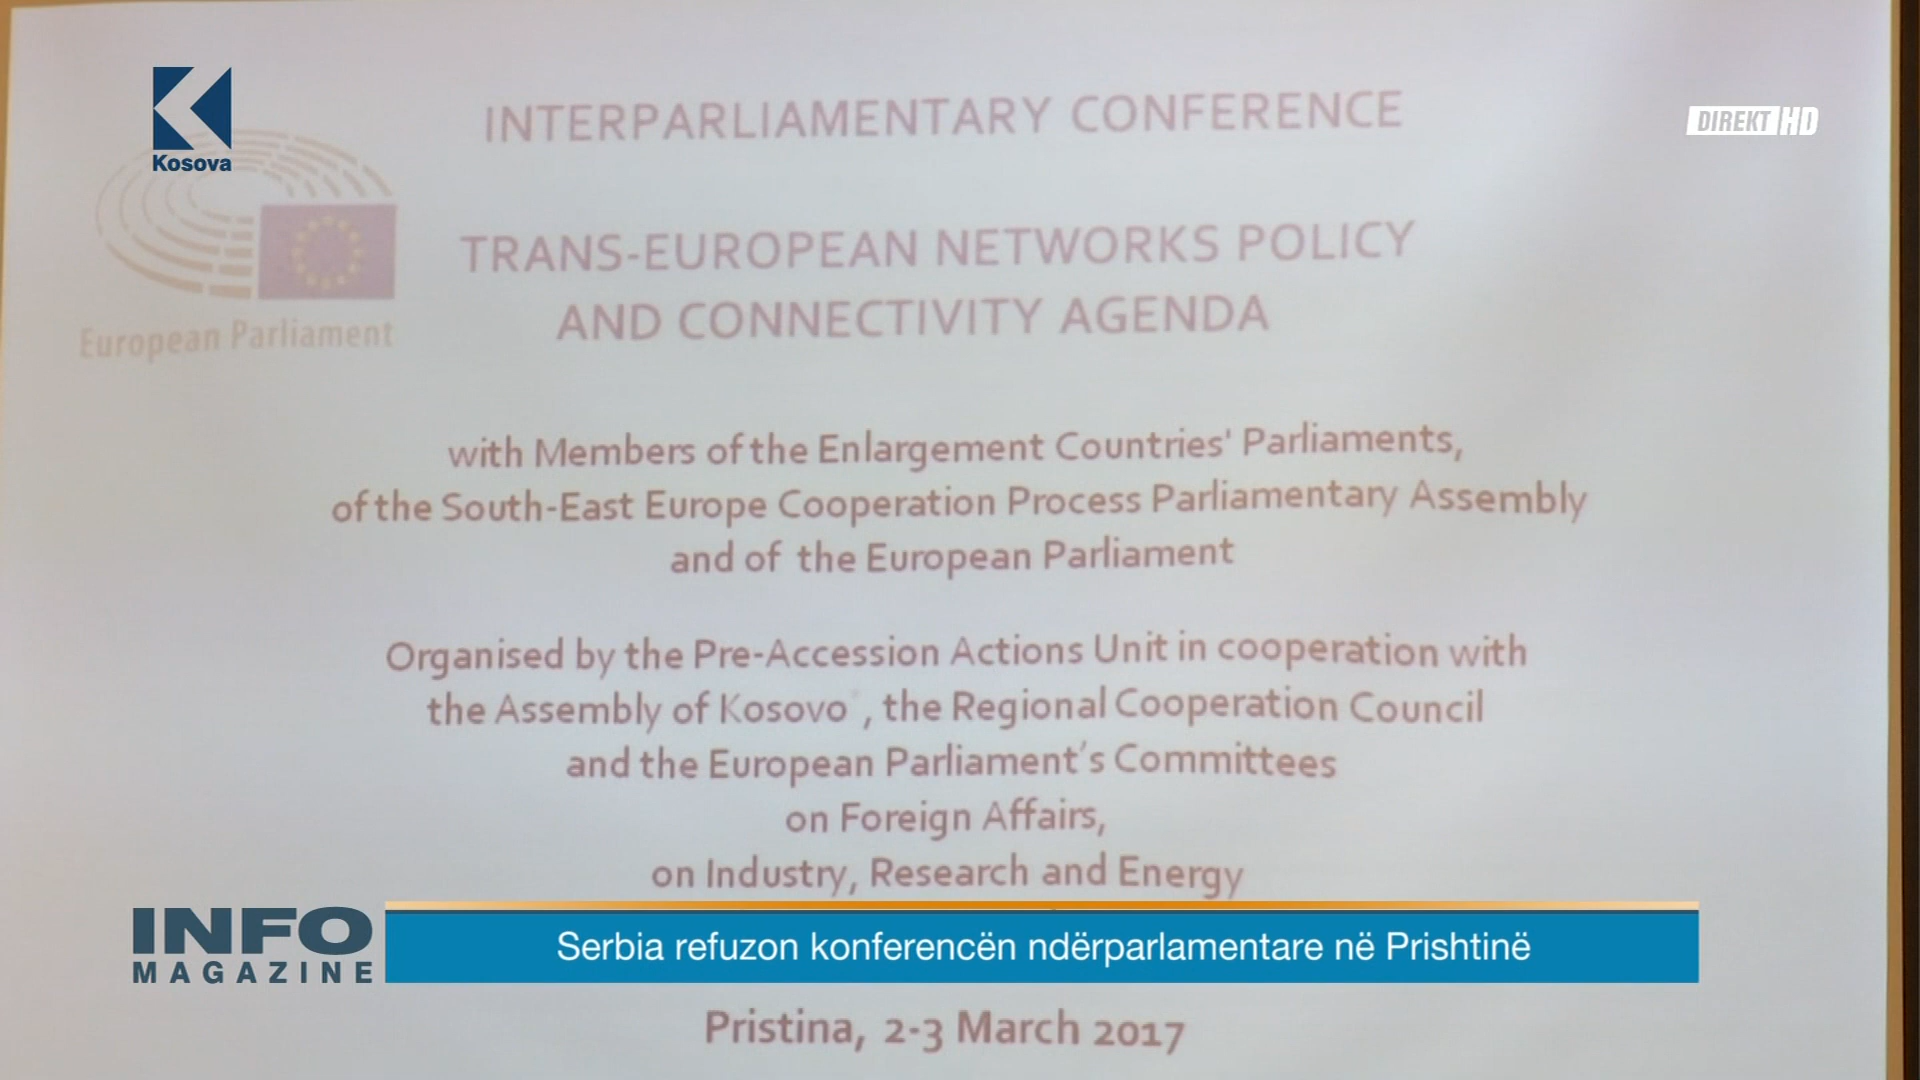 Kosova
DIREKT HD
INTERPARLIAMENTARY CONFERENCE
TRANS-EUROPEAN NETWORKS POLICY
AND CONNECTIVITY AGENDA
European Parliament
with Members of the Enlargement Countries' Parliaments,
of the South-East Europe Cooperation Process Parliamentary Assembly
and of the European Parliament
Organised by the Pre-Accession Actions Unit in cooperation with
the Assembly of Kosovo*, the Regional Cooperation Council
and the European Parliament's Committees
on Foreign Affairs,
on Industry, Research and Energy
INFO
MAGAZINE
Serbia refuzon konferencën ndërparlamentare në Prishtinë
Pristina, 2-3 March 2017